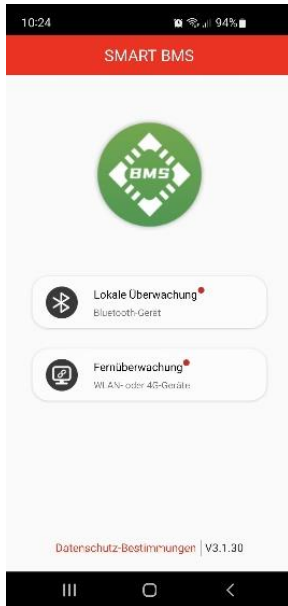 10:24
94%
SMART BMS
BMS
Lokale Überwachung
Bluetooth-Gerät
Fernüberwachung
WLAN- oder 4G-Geräte
Datenschutz-Bestimmungen | V3.1.30